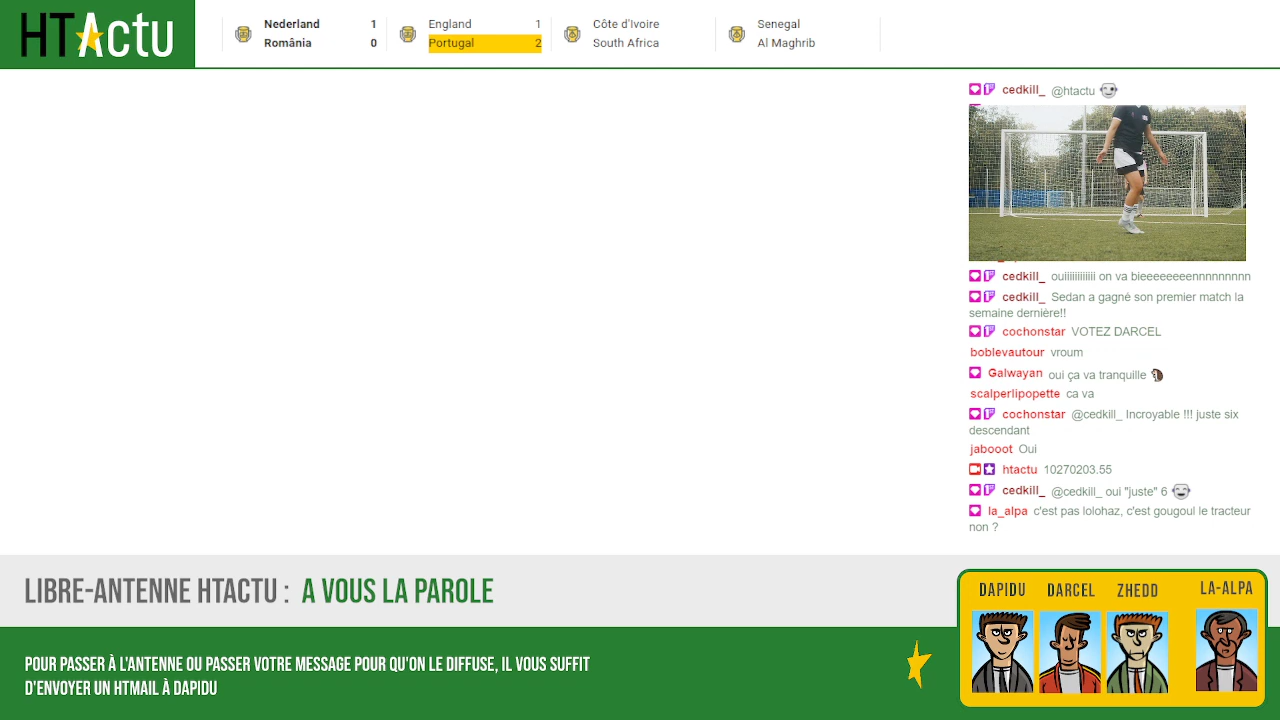 HTActu
Nederland 1
România 0
England 1
Portugal 2
Côte d'Ivoire
South Africa
Senegal
Al Maghrib
cedkill_ @htactu
cedkill_ ouiiiiiiiiiiii on va bieeeeeeeennnnnnnnn
cedkill_ Sedan a gagné son premier match la
semaine dernière!!
cochonstar VOTEZ DARCEL
boblevautour vroum
Galwayan oui ça va tranquille
scalperlipopette ca va
cochonstar @cedkill_ Incroyable !!! juste six
descendant
jabooot Oui
htactu 10270203.55
cedkill_ @cedkill_ oui "juste" 6
la_alpa c'est pas lolohaz, c'est gougoul le tracteur
non ?
LIBRE-ANTENNE HTACTU : A VOUS LA PAROLE
POUR PASSER À L'ANTENNE OU PASSER VOTRE MESSAGE POUR QU'ON LE DIFFUSE, IL VOUS SUFFIT
D'ENVOYER UN HTMAIL À DAPIDU
DAPIDU DARCEL ZHEDD LA-ALPA